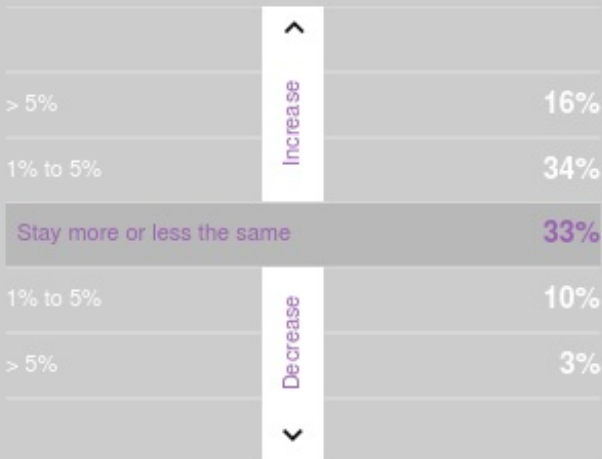 > 5% 16%
Increase
1% to 5% 34%
Stay more or less the same 33%
1% to 5% 10%
Decrease
> 5% 3%